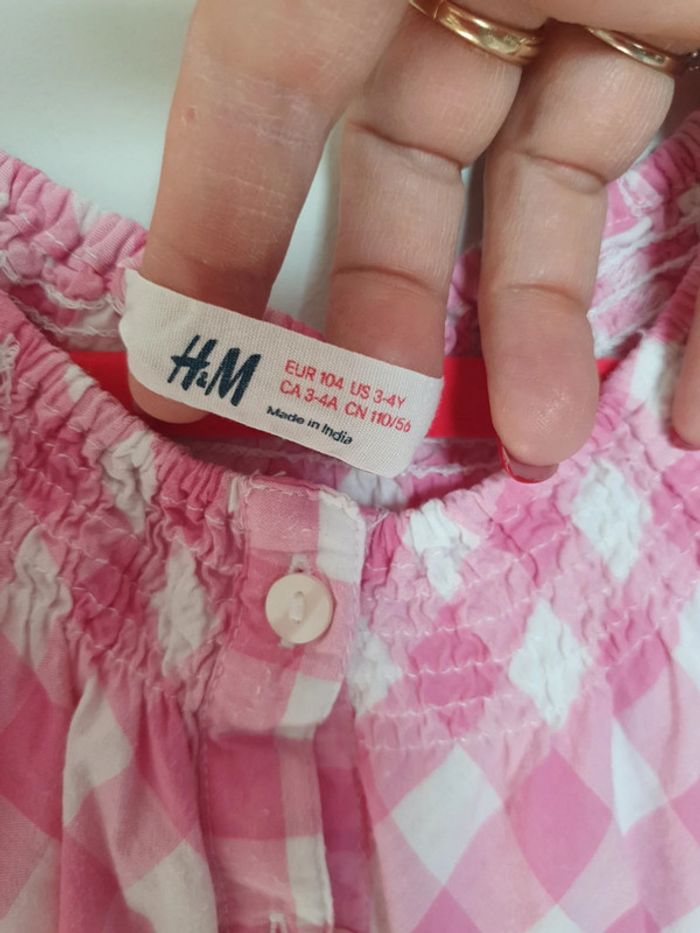 H&M
EUR 104 US 3-4Y
CA 3-4A CN 110/56
Made in India